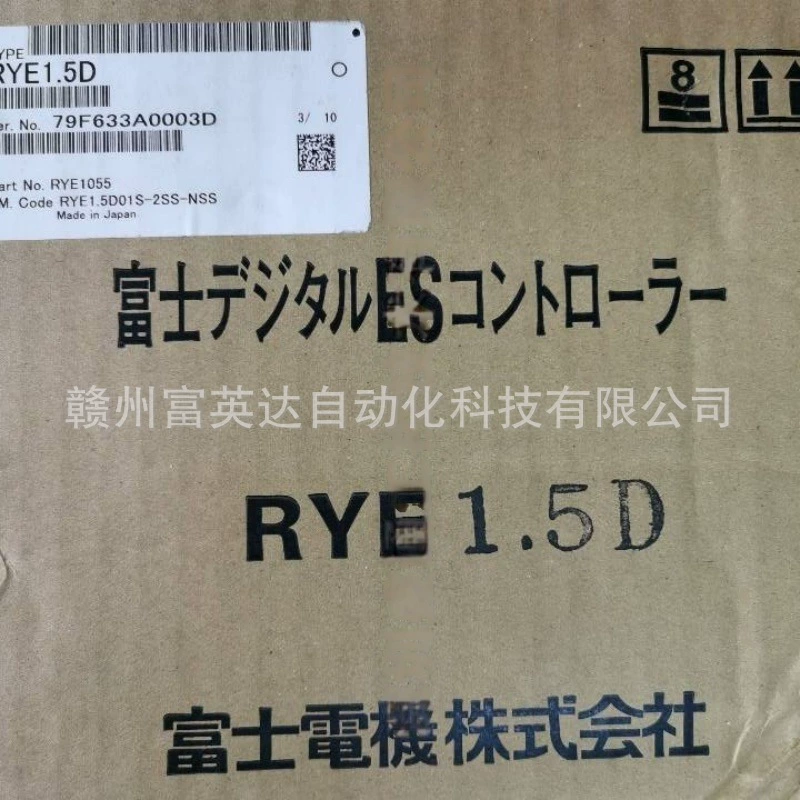 YPE
RYE1.5D
er. No. 79F633A0003D
3/ 10
art No. RYE1055
M. Code RYE1.5D01S-2SS-NSS
Made in Japan
8
富士デジタルESコントローラー
赣州富英达自动化科技有限公司
RYE 1.5D
富士電機株式会社